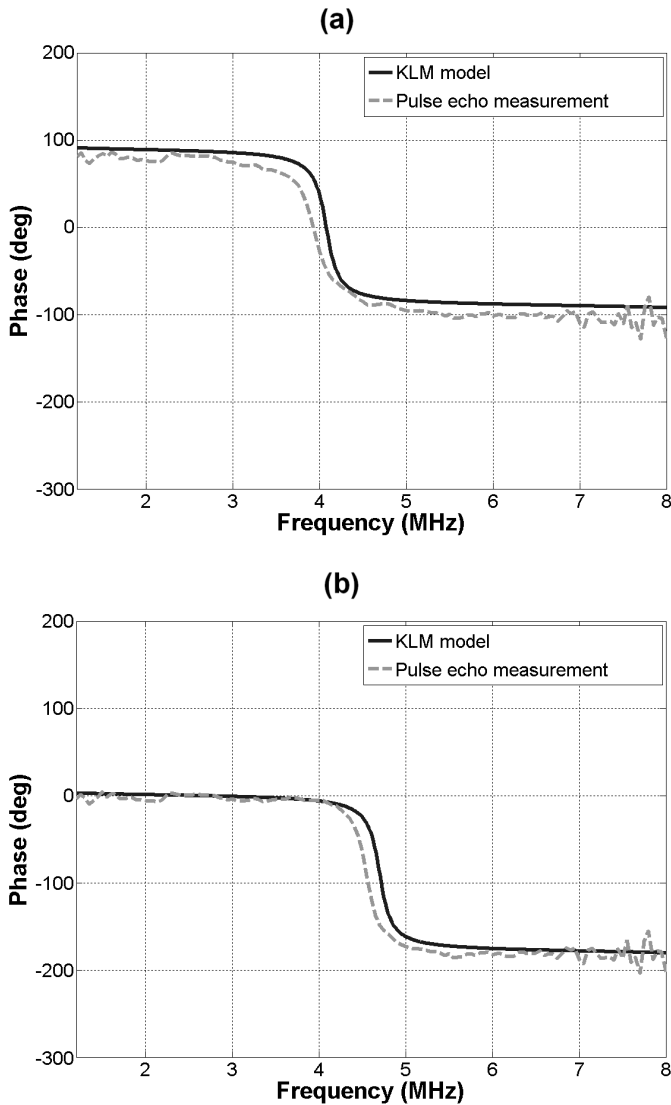 (a)
200
100
0
-100
-200
-300
Phase (deg)
KLM model
Pulse echo measurement
2 3 4 5 6 7 8
Frequency (MHz)
(b)
200
100
0
-100
-200
-300
Phase (deg)
KLM model
Pulse echo measurement
2 3 4 5 6 7 8
Frequency (MHz)